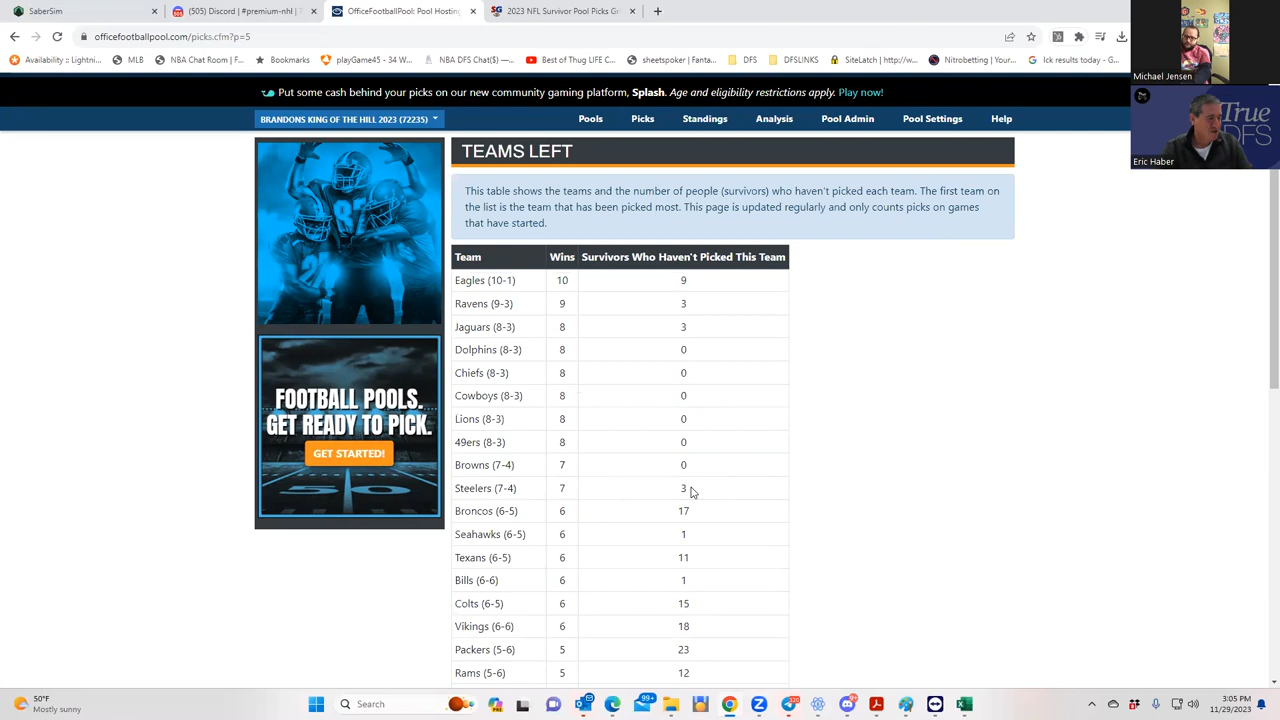 SaberSim
(505) Discord | #premium-nhl | 7
OfficeFootballPool: Pool Hosting
2023 NFL Survivor Pool Picks Gr
officefootballpool.com/picks.cfm?p=5
Availability :: Lightni...
MLB
NBA Chat Room | F...
Bookmarks
playGame45 - 34 W...
NBA DFS Chat($)—...
Best of Thug LIFE C...
sheetspoker | Fanta...
DFS
DFSLINKS
SiteLatch | http://w...
Nitrobetting | Your...
Ick results today | G...
Put some cash behind your picks on our new community gaming platform, Splash. Age and eligibility restrictions apply. Play now!
BRANDONS KING OF THE HILL 2023 (72235)
Pools
Picks
Standings
Analysis
Pool Admin
Pool Settings
Help
TEAMS LEFT
This table shows the teams and the number of people (survivors) who haven't picked each team. The first team on
the list is the team that has been picked most. This page is updated regularly and only counts picks on games
that have started.
Team Wins Survivors Who Haven't Picked This Team
Eagles (10-1) 10 9
Ravens (9-3) 9 3
Jaguars (8-3) 8 3
Dolphins (8-3) 8 0
Chiefs (8-3) 8 0
Cowboys (8-3) 8 0
Lions (8-3) 8 0
49ers (8-3) 8 0
Browns (7-4) 7 0
Steelers (7-4) 7 3
Broncos (6-5) 6 17
Seahawks (6-5) 6 1
Texans (6-5) 6 11
Bills (6-6) 6 1
Colts (6-5) 6 15
Vikings (6-6) 6 18
Packers (5-6) 5 23
Rams (5-6) 5 12
FOOTBALL POOLS.
GET READY TO PICK.
GET STARTED!
50
Michael Jensen
True
DFS
Eric Haber
50°F
Mostly sunny
Search
99+
3:05 PM
11/29/2023